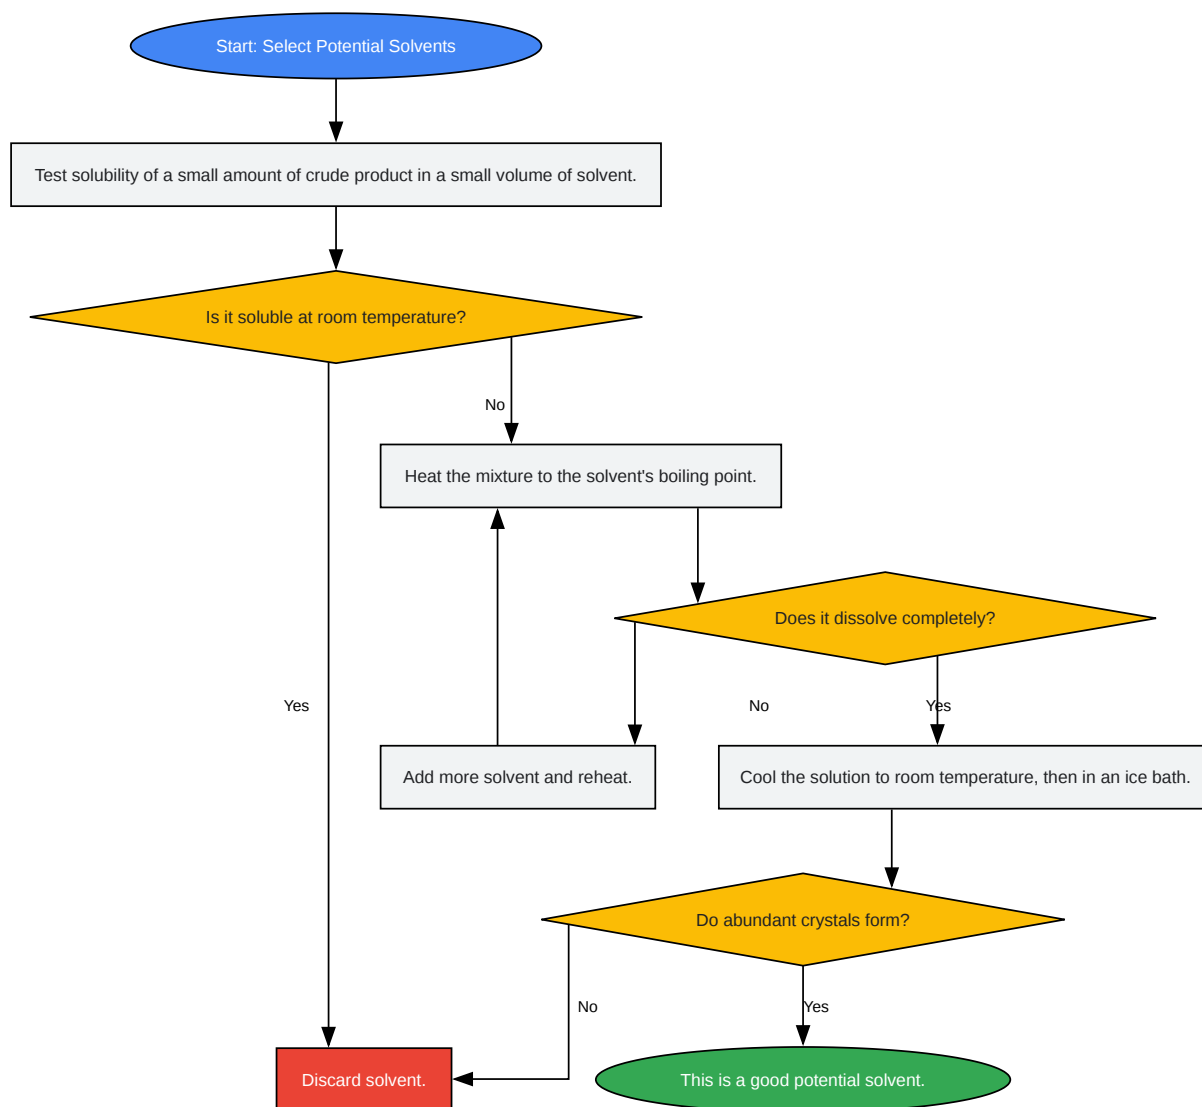 Start: Select Potential Solvents
Test solubility of a small amount of crude product in a small volume of solvent.
Is it soluble at room temperature?
No
Heat the mixture to the solvent's boiling point.
Does it dissolve completely?
Yes
No
Yes
Add more solvent and reheat.
Cool the solution to room temperature, then in an ice bath.
Do abundant crystals form?
No
Yes
Discard solvent.
This is a good potential solvent.